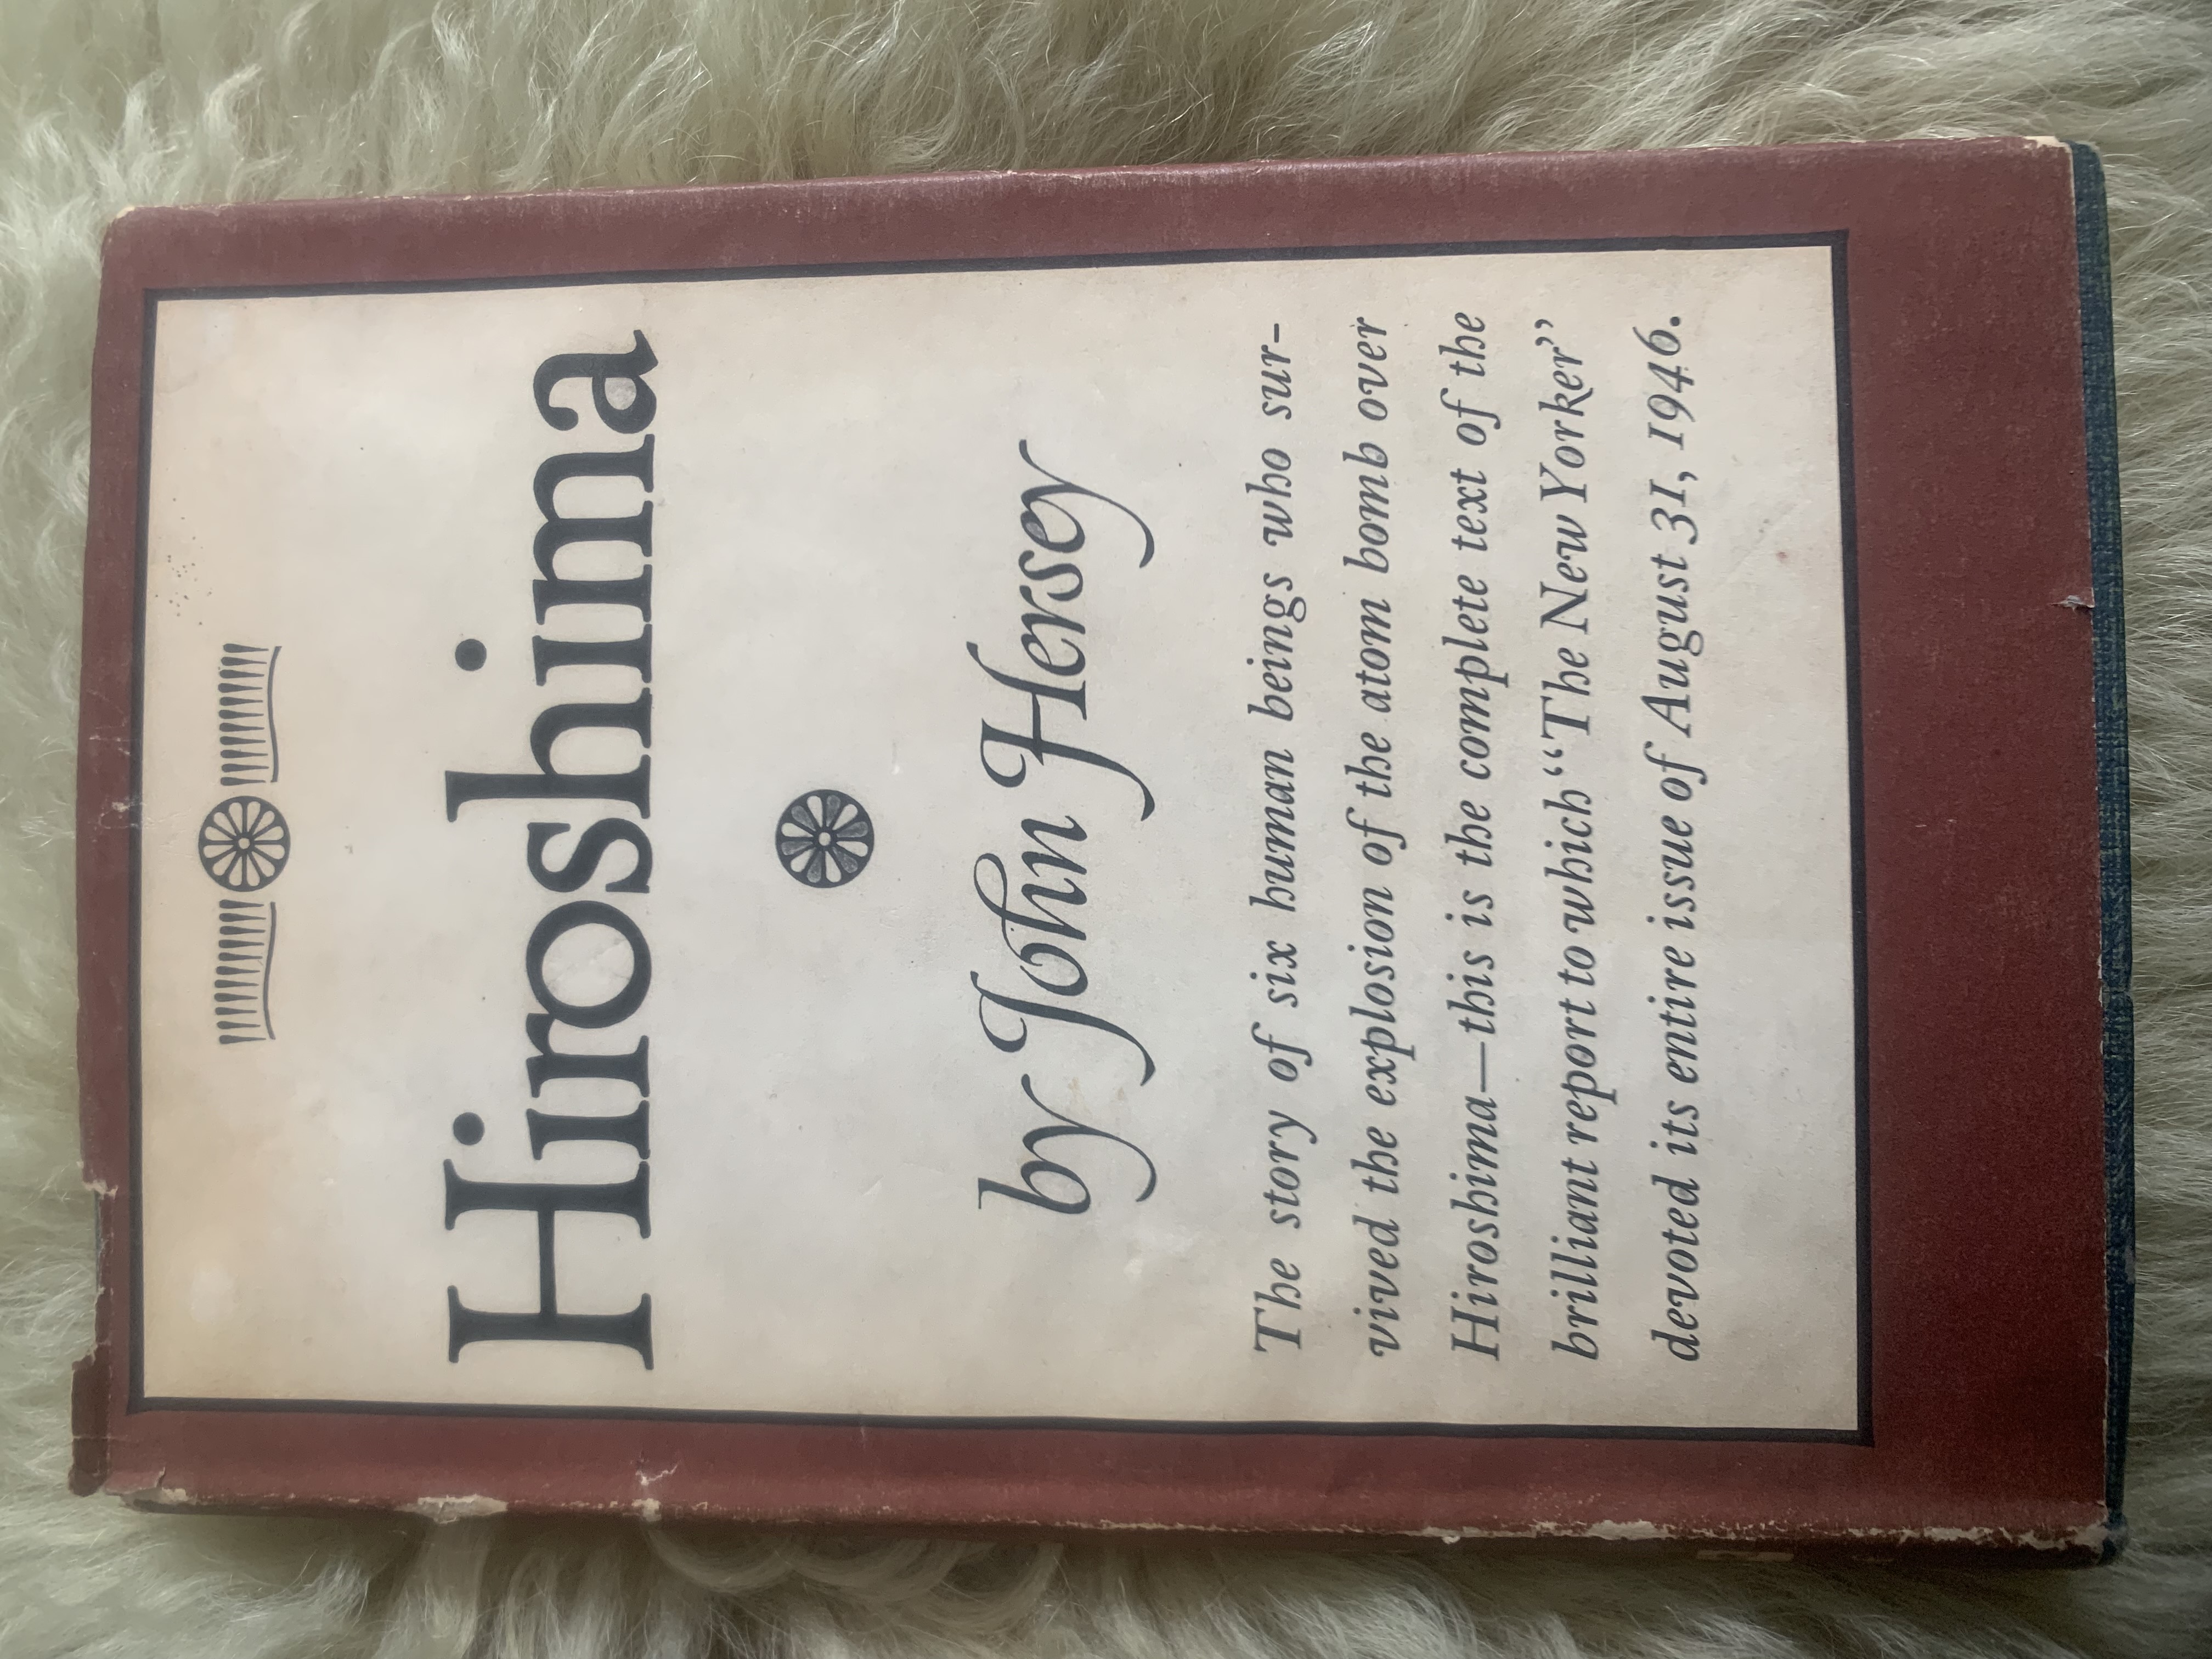 Hiroshima
by John Hersey
The story of six human beings who sur-
vived the explosion of the atom bomb over
Hiroshima—this is the complete text of the
brilliant report to which “The New Yorker”
devoted its entire issue of August 31, 1946.